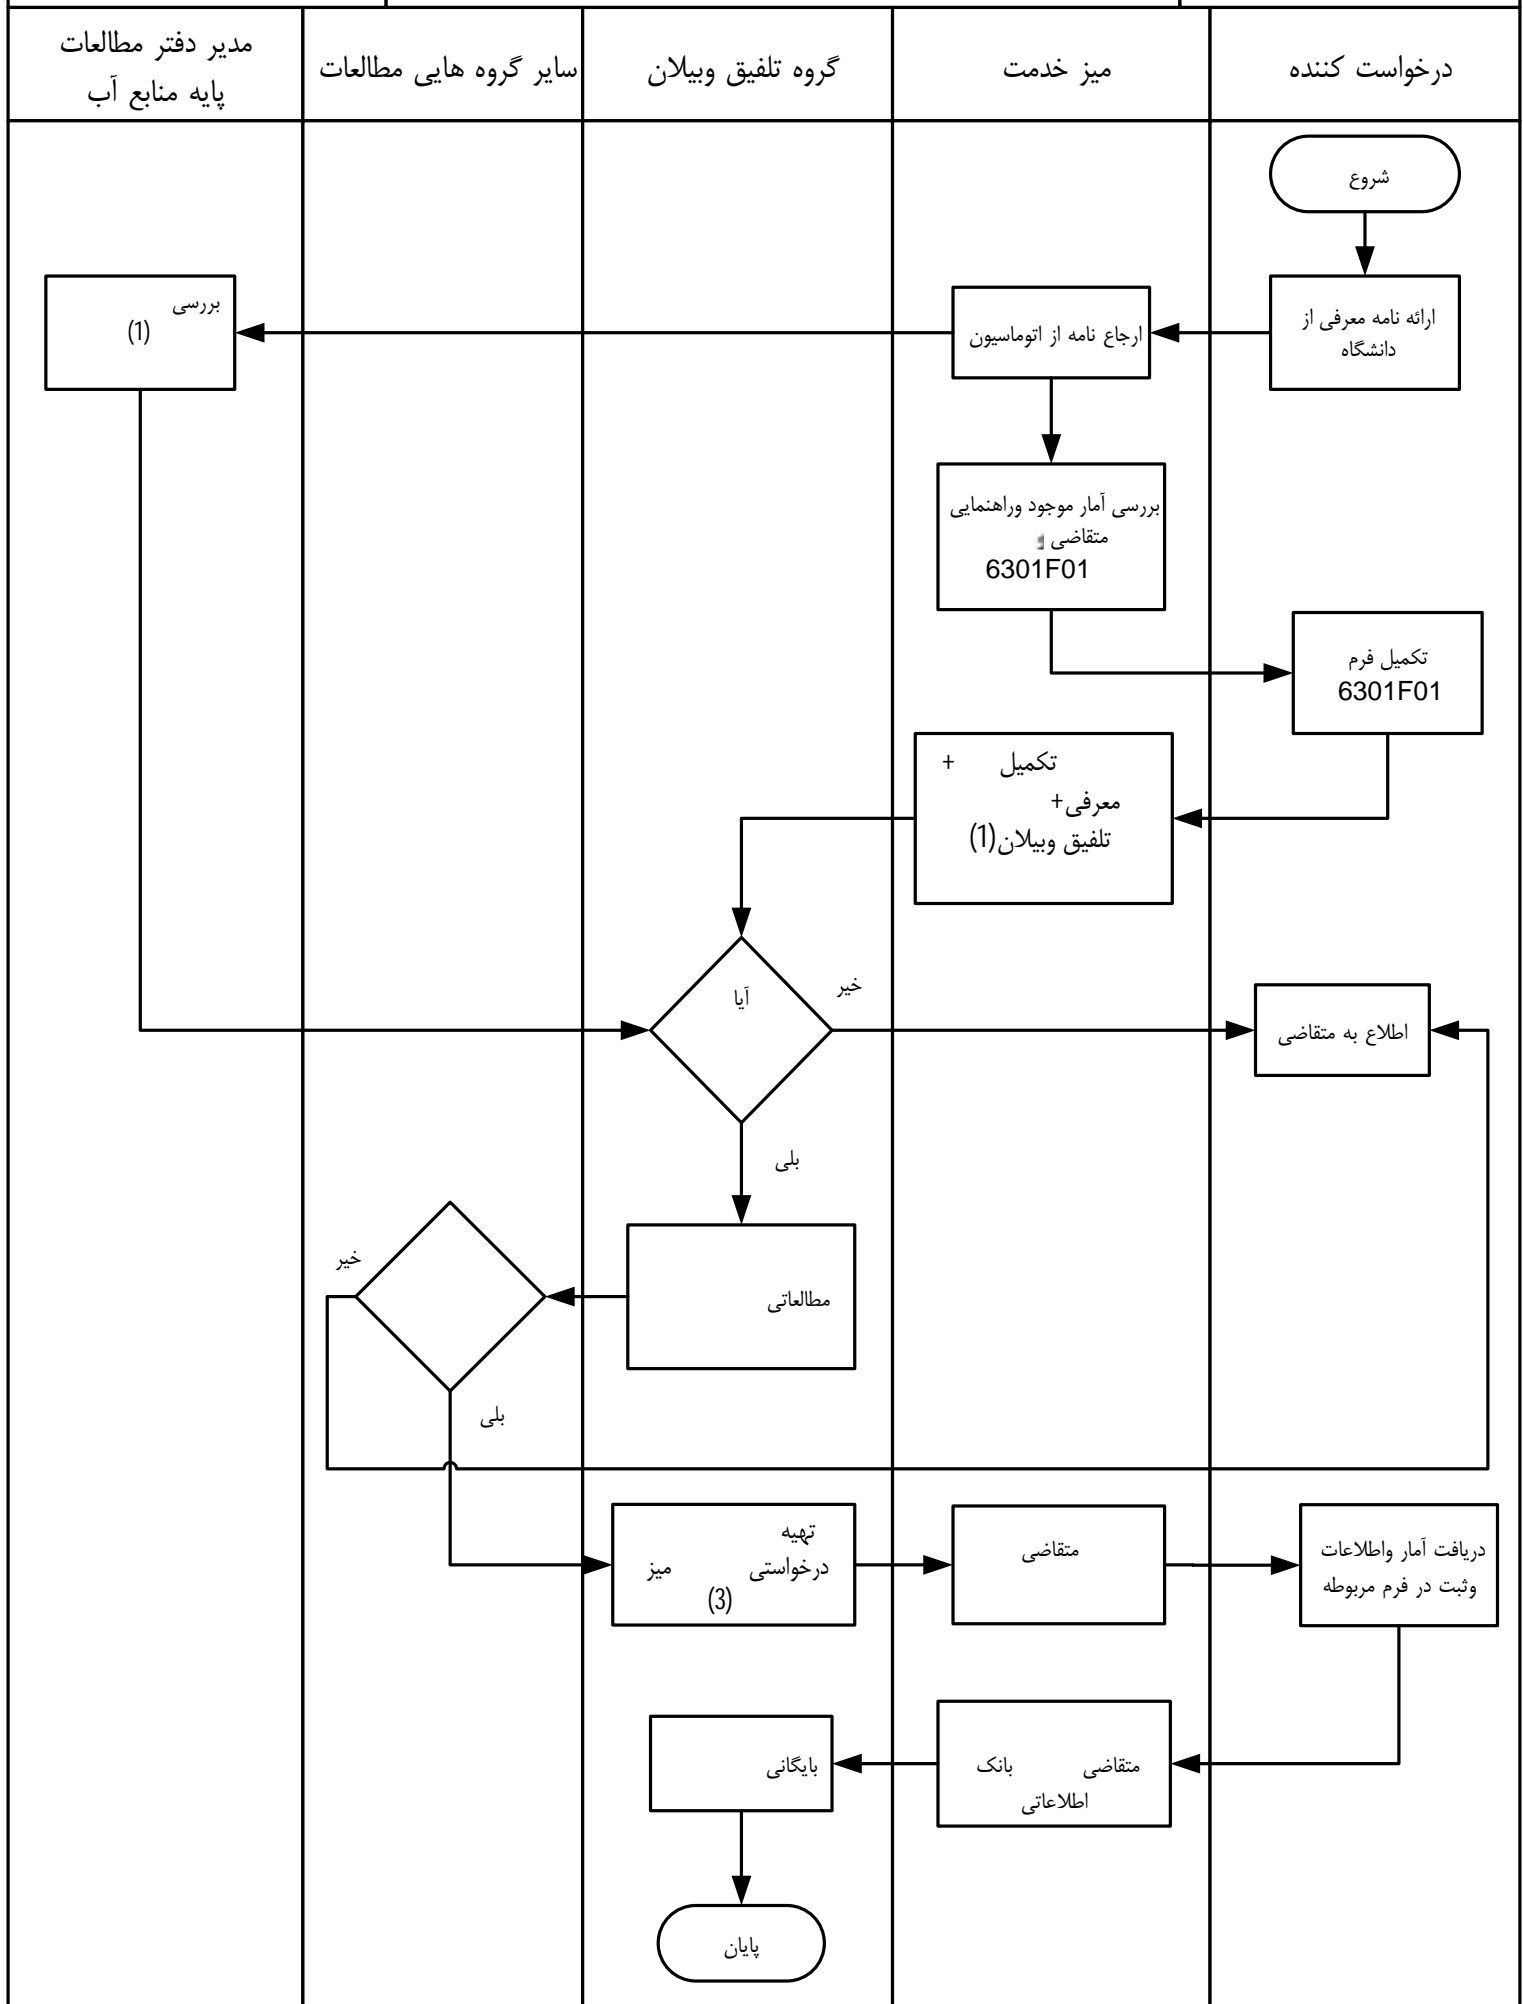 درخواست کننده
میز خدمت
گروه تلفیق وبیلان
سایر گروه هایی مطالعات
مدیر دفتر مطالعات
پایه منابع آب
شروع
ارائه نامه معرفی از
دانشگاه
ارجاع نامه از اتوماسیون
بررسی
(1)
بررسی آمار موجود وراهنمایی
متقاضی و
6301F01
تکمیل فرم
6301F01
تکمیل +
معرفی+
تلفیق وبیلان(1)
آیا
خیر
اطلاع به متقاضی
بلی
مطالعاتی
خیر
بلی
تهیه
درخواستی میز
(3)
متقاضی
دریافت آمار واطلاعات
وثبت در فرم مربوطه
متقاضی بانک
اطلاعاتی
بایگانی
پایان